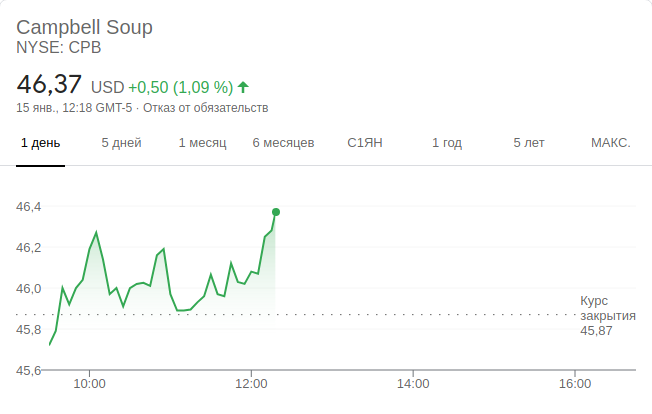 Campbell Soup
NYSE: CPB
46,37 USD +0,50 (1,09 %)
15 янв., 12:18 GMT-5 · Отказ от обязательств
1 день 5 дней 1 месяц 6 месяцев С1ЯН 1 год 5 лет МАКС.
46,4
46,2
46,0
45,8
45,6
Курс
закрытия
45,87
10:00 12:00 14:00 16:00